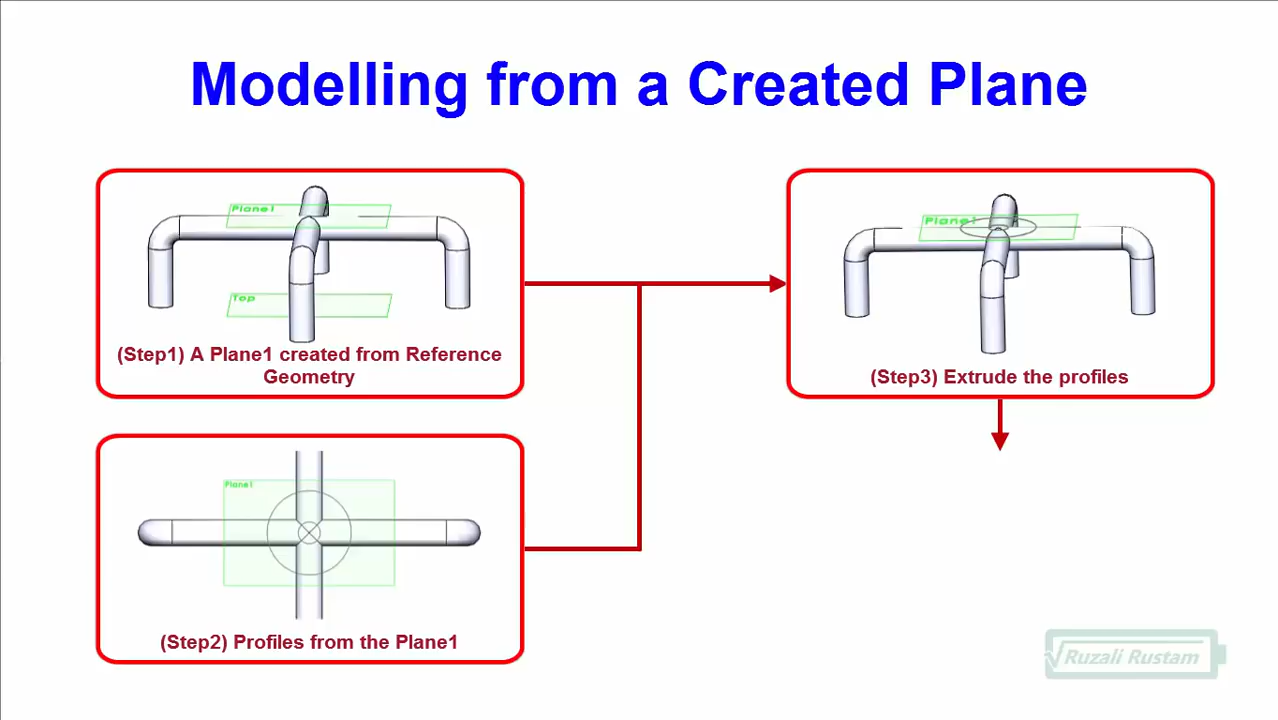 Modelling from a Created Plane
Plane1
Top
(Step1) A Plane1 created from Reference
Geometry
Plane1
(Step3) Extrude the profiles
Plane1
(Step2) Profiles from the Plane1
√Ruzali Rustam